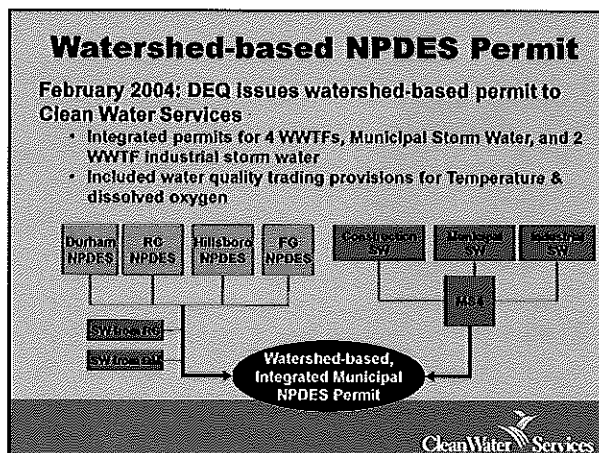 Watershed-based NPDES Permit
February 2004: DEQ issues watershed-based permit to
Clean Water Services
• Integrated permits for 4 WWTFs, Municipal Storm Water, and 2
WWTF industrial storm water
• Included water quality trading provisions for Temperature &
dissolved oxygen
Durham
NPDES
RC
NPDES
Hillsboro
NPDES
FG
NPDES
Construction
SW
Municipal
SW
Industrial
SW
MS4
SW from RC
SW from
Watershed-based,
Integrated Municipal
NPDES Permit
CleanWater Services